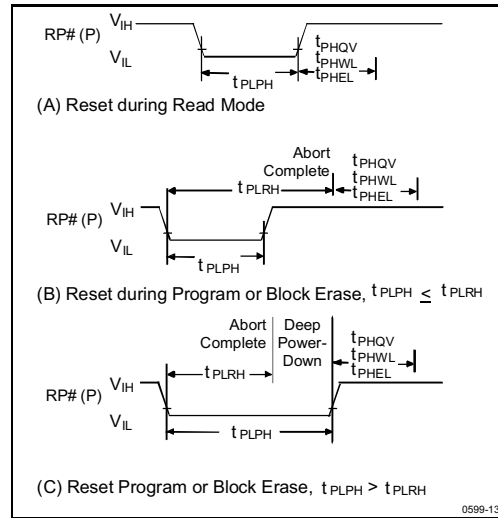 RP# (P) VIH
VIL
tPLPH
tPHQV
tPHWL
tPHEL
(A) Reset during Read Mode
Abort
Complete
tPLRH
tPHQV
tPHWL
tPHEL
RP# (P) VIH
VIL
tPLPH
(B) Reset during Program or Block Erase, tPLPH ≤ tPLRH
Abort
Complete
Deep
Power-
Down
tPLRH
tPHQV
tPHWL
tPHEL
RP# (P) VIH
VIL
tPLPH
(C) Reset Program or Block Erase, tPLPH > tPLRH
0599-13